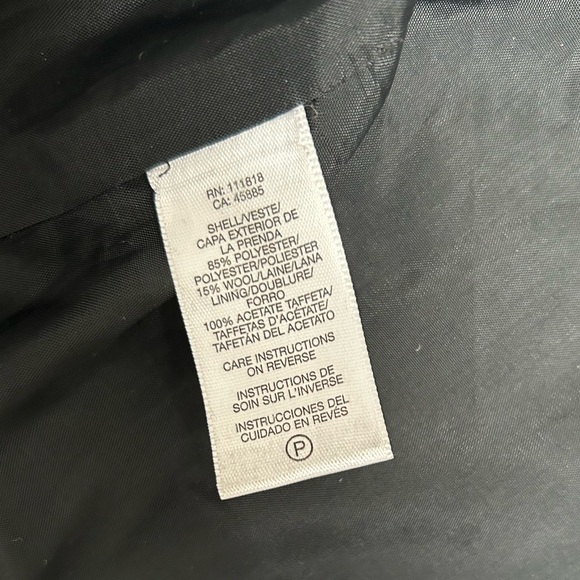 RN: 111818
CA: 45885
SHELL/VESTE/
CAPA EXTERIOR DE
LA PRENDA
85% POLYESTER/
POLYESTER/POLIESTER
15% WOOL/LAINE/LANA
LINING/DOUBLURE/
FORRO
100% ACETATE TAFFETA/
TAFFETAS D'ACÉTATE/
TAFETÁN DEL ACETATO
CARE INSTRUCTIONS
ON REVERSE
INSTRUCTIONS DE
SOIN SUR L'INVERSE
INSTRUCCIONES DEL
CUIDADO EN REVÉS
P